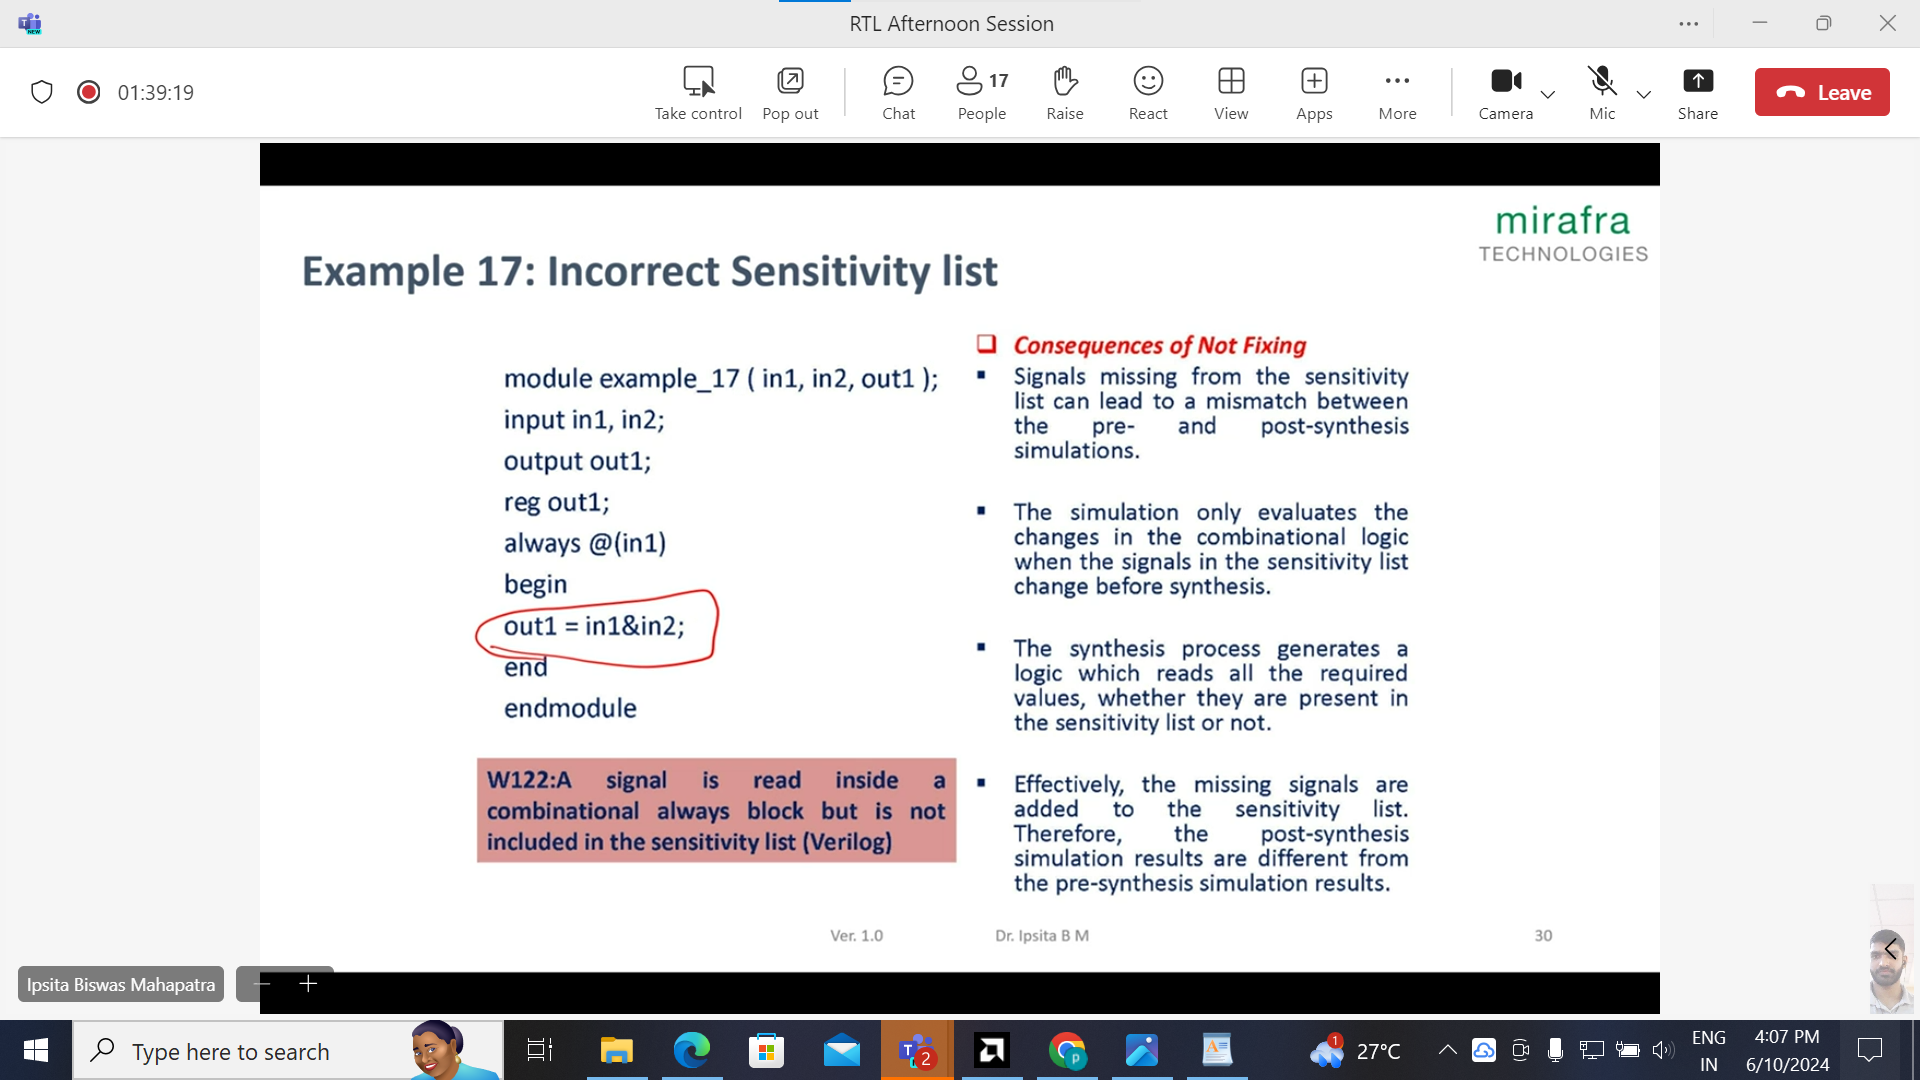 NEW
RTL Afternoon Session
01:39:19
Take control
Pop out
Chat
17
People
Raise
React
View
Apps
More
Camera
Mic
Share
Leave
mirafra
TECHNOLOGIES
Example 17: Incorrect Sensitivity list
module example_17 ( in1, in2, out1 );
input in1, in2;
output out1;
reg out1;
always @(in1)
begin
out1 = in1&in2;
end
endmodule
W122:A signal is read inside a
combinational always block but is not
included in the sensitivity list (Verilog)
Consequences of Not Fixing
Signals missing from the sensitivity
list can lead to a mismatch between
the pre- and post-synthesis
simulations.
The simulation only evaluates the
changes in the combinational logic
when the signals in the sensitivity list
change before synthesis.
The synthesis process generates a
logic which reads all the required
values, whether they are present in
the sensitivity list or not.
Effectively, the missing signals are
added to the sensitivity list.
Therefore, the post-synthesis
simulation results are different from
the pre-synthesis simulation results.
Ver. 1.0
Dr. Ipsita B M
30
Ipsita Biswas Mahapatra
Type here to search
2
p
1
27°C
ENG
IN
4:07 PM
6/10/2024